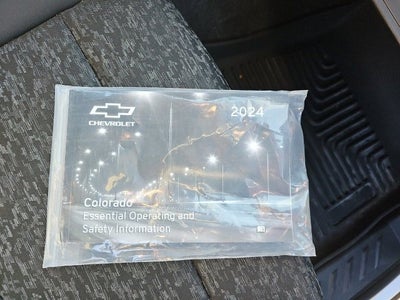 CHEVROLET
2024
Colorado
Essential Operating and
Safety Information